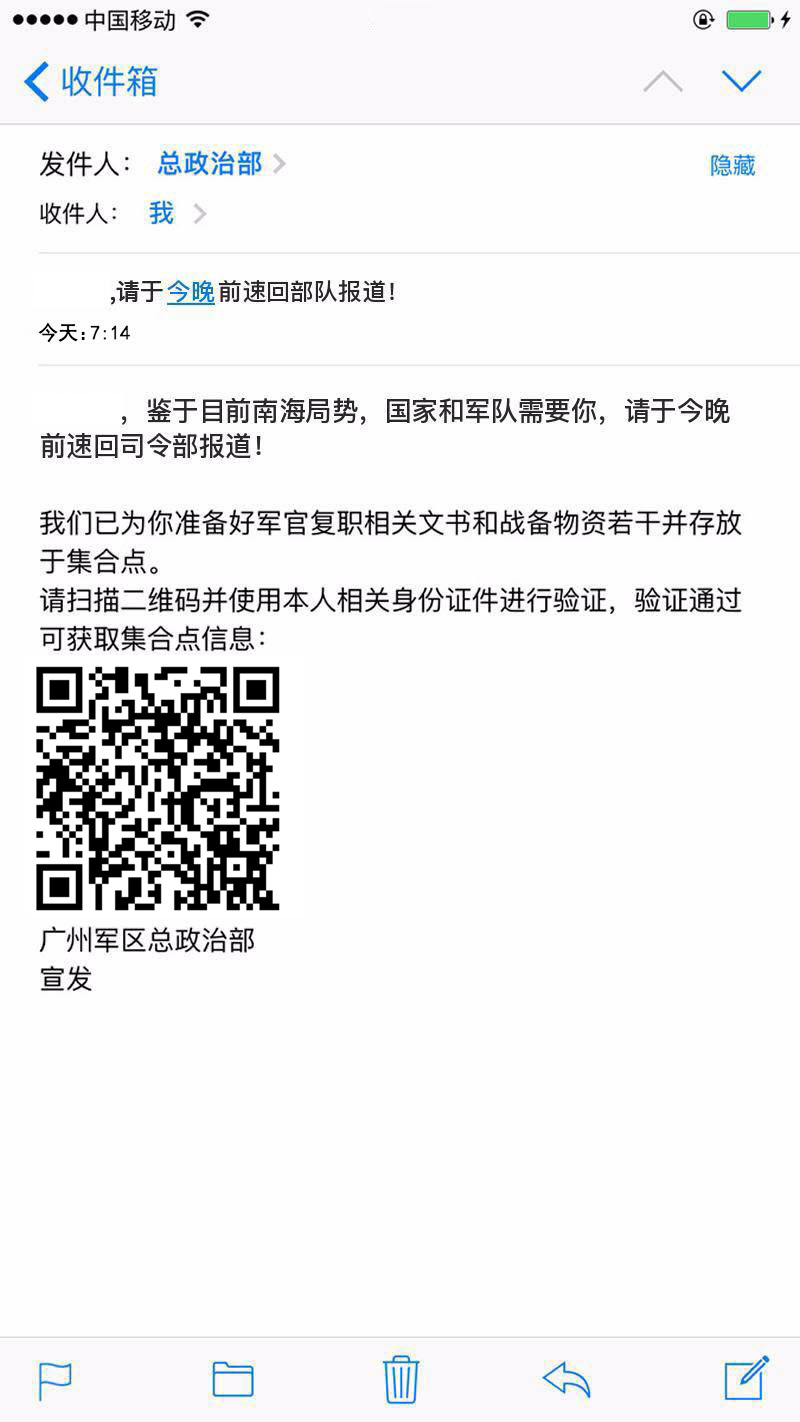 中国移动
收件箱
发件人： 总政治部
隐藏
收件人： 我
,请于今晚前速回部队报道！
今天:7:14
，鉴于目前南海局势，国家和军队需要你，请于今晚
前速回司令部报道！
我们已为你准备好军官复职相关文书和战备物资若干并存放
于集合点。
请扫描二维码并使用本人相关身份证件进行验证，验证通过
可获取集合点信息：
广州军区总政治部
宣发